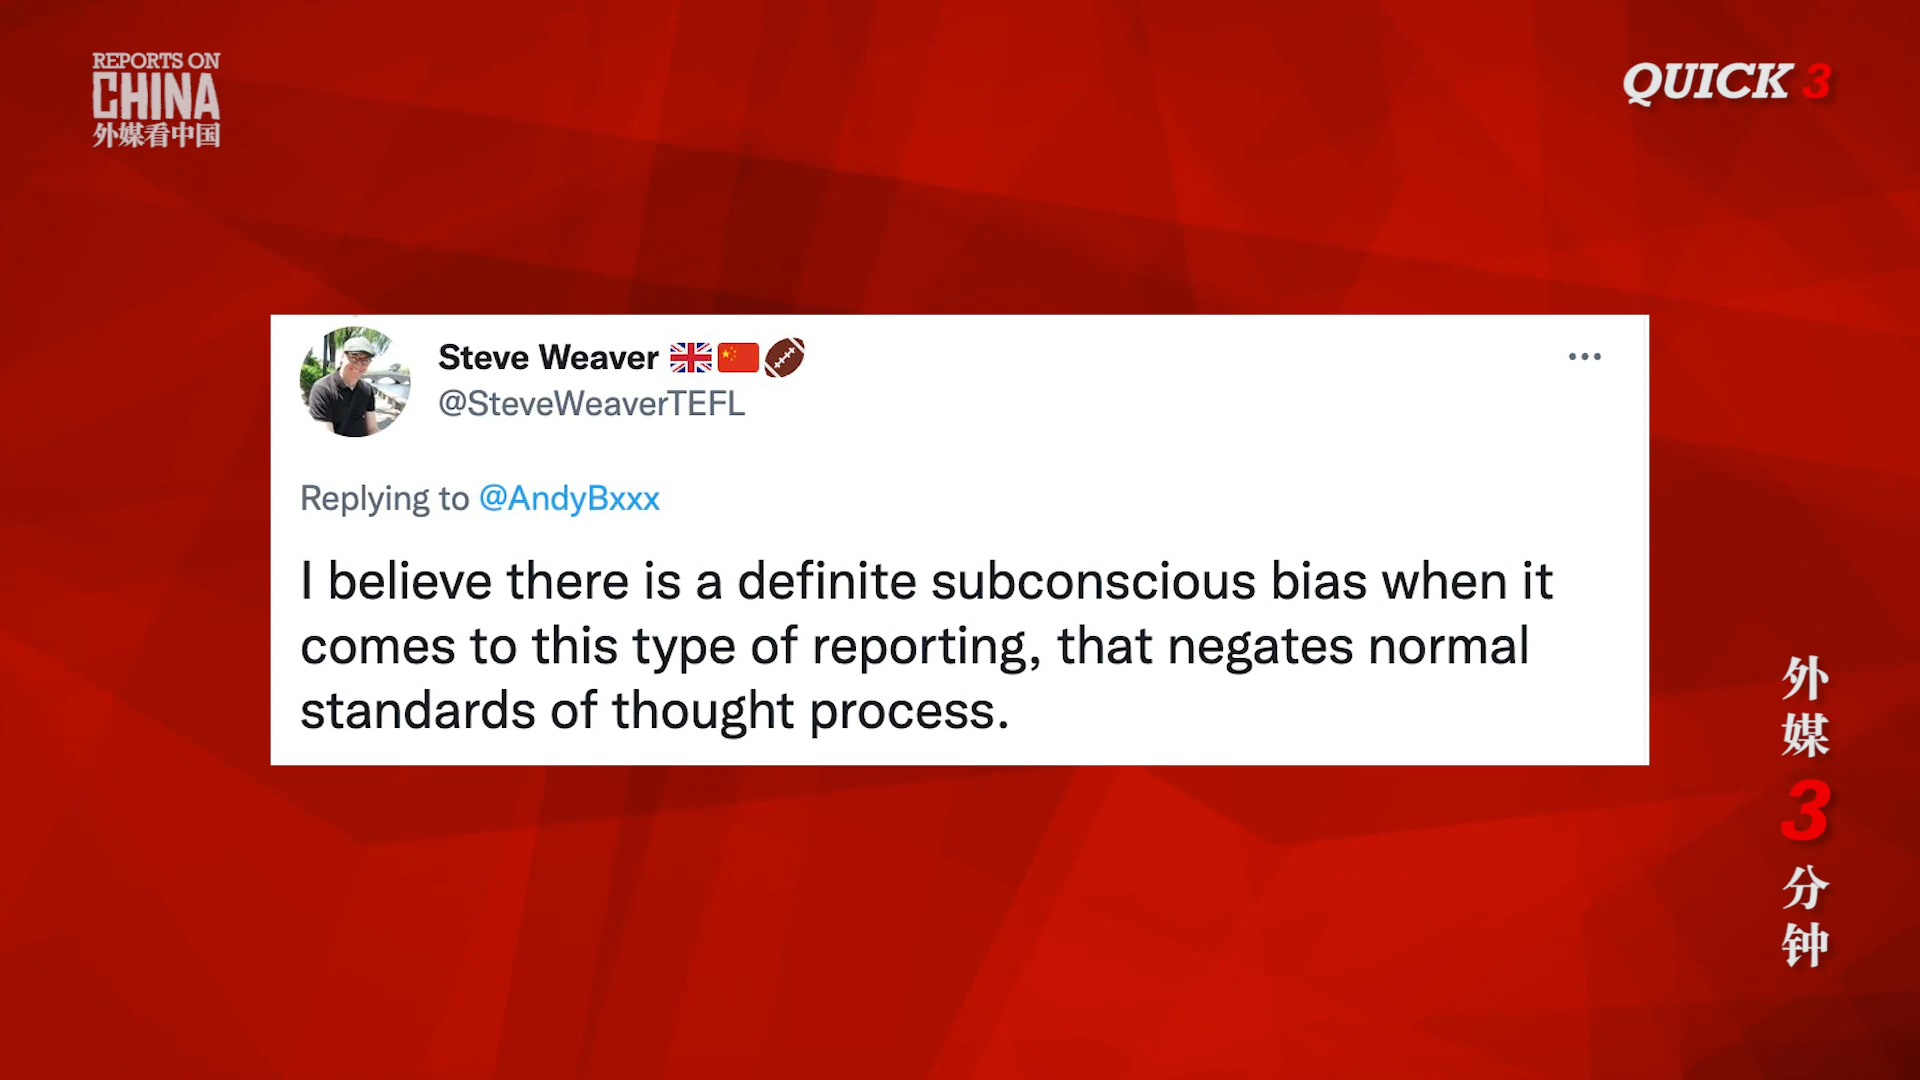 REPORTS ON
CHINA
外媒看中国
QUICK 3
Steve Weaver 🇬🇧🇨🇳🏈
@SteveWeaverTEFL
Replying to @AndyBxxx
I believe there is a definite subconscious bias when it
comes to this type of reporting, that negates normal
standards of thought process.
外媒3分钟